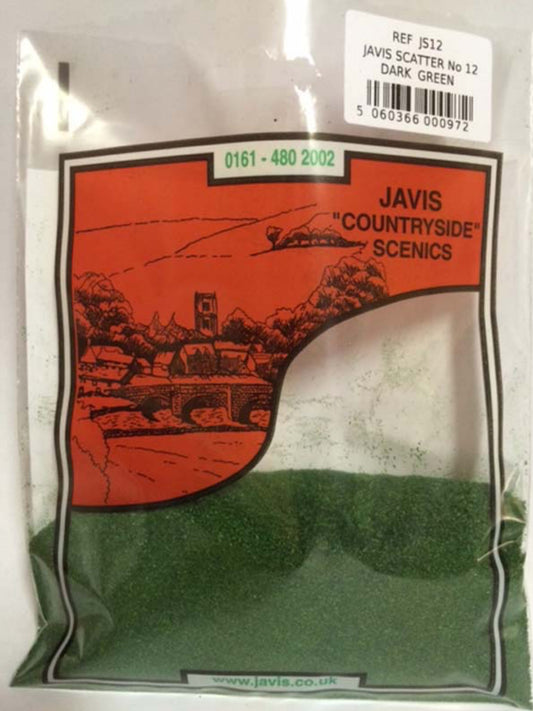 REF JS12
JAVIS SCATTER No 12
DARK GREEN
5 060366 000972
0161 - 480 2002
JAVIS
"COUNTRYSIDE"
SCENICS
www.javis.co.uk